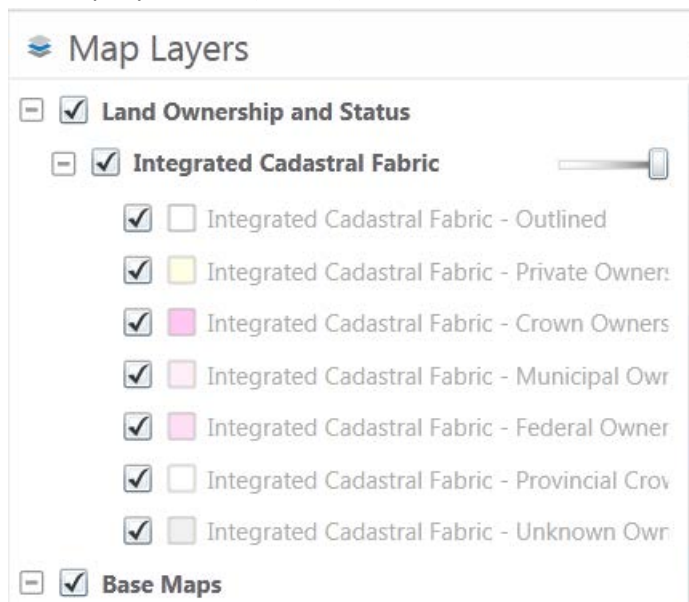 Map Layers
Land Ownership and Status
Integrated Cadastral Fabric
Integrated Cadastral Fabric - Outlined
Integrated Cadastral Fabric - Private Owners
Integrated Cadastral Fabric - Crown Owners
Integrated Cadastral Fabric - Municipal Owr
Integrated Cadastral Fabric - Federal Owner
Integrated Cadastral Fabric - Provincial Crov
Integrated Cadastral Fabric - Unknown Owr
Base Maps